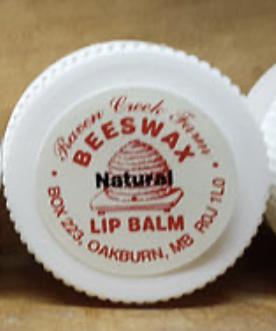 Raven Creek Farm
BEESWAX
Natural
LIP BALM
BOX 223, OAKBURN, MB R0J 1L0